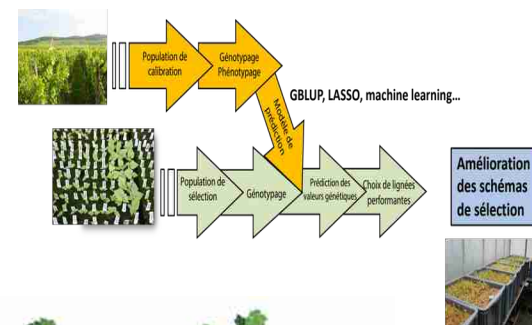 Population de
calibration
Génotypage
Phénotypage
GBLUP, LASSO, machine learning...
Modèle de
prédiction
Population de
sélection
Génotypage
Prédiction des
valeurs génétiques
Choix de lignées
performantes
Amélioration
des schémas
de sélection